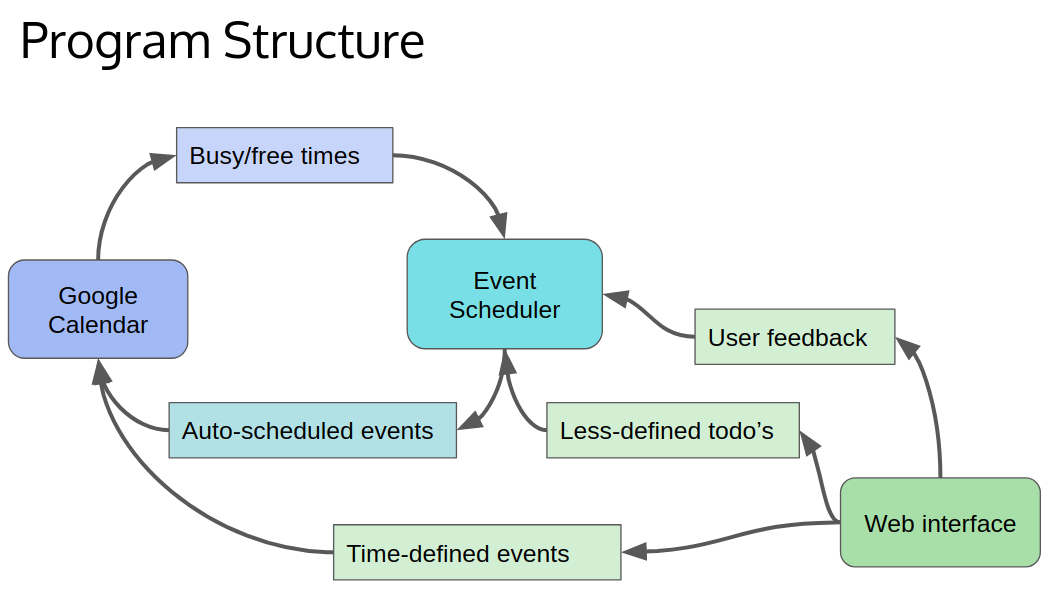 Program Structure
Busy/free times
Google
Calendar
Event
Scheduler
User feedback
Auto-scheduled events
Less-defined todo’s
Web interface
Time-defined events